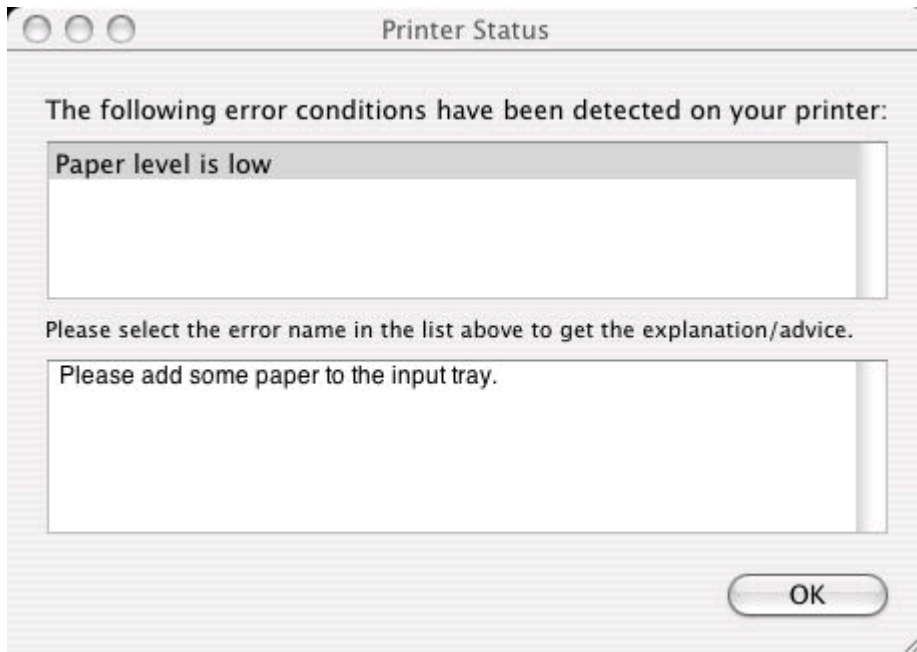 Printer Status
The following error conditions have been detected on your printer:
Paper level is low
Please select the error name in the list above to get the explanation/advice.
Please add some paper to the input tray.
OK